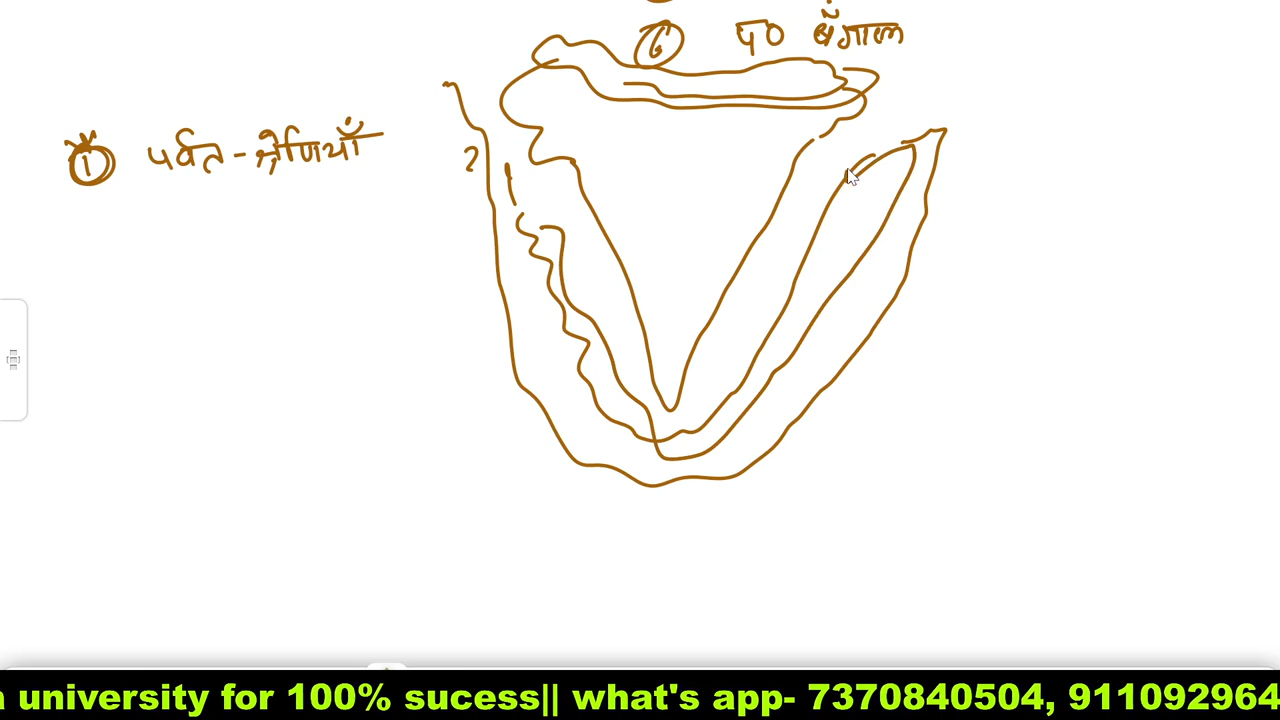 6 प० बंगाल
1 पर्वत-श्रेणियाँ
2
n university for 100% sucess|| what's app- 7370840504, 911092964